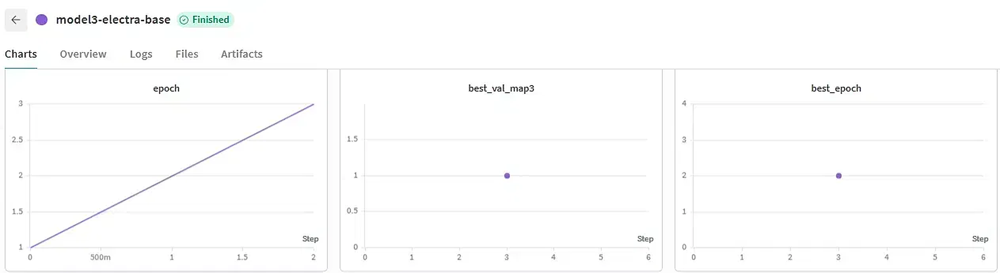 model3-electra-base Finished
Charts Overview Logs Files Artifacts
epoch
3
2.5
2
1.5
1
Step
0 500m 1 1.5 2
best_val_map3
1.5
1
0.5
0
Step
0 1 2 3 4 5 6
best_epoch
4
3
2
1
0
Step
0 1 2 3 4 5 6